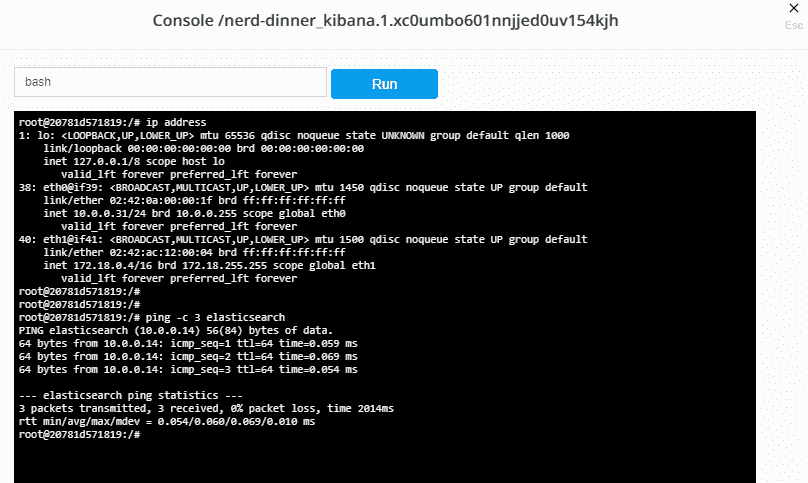 Console /nerd-dinner_kibana.1.xc0umbo601nnjjed0uv154kjh
Esc
bash
Run
root@20781d571819:/# ip address
1: lo: <LOOPBACK,UP,LOWER_UP> mtu 65536 qdisc noqueue state UNKNOWN group default qlen 1000
    link/loopback 00:00:00:00:00:00 brd 00:00:00:00:00:00
    inet 127.0.0.1/8 scope host lo
       valid_lft forever preferred_lft forever
38: eth0@if39: <BROADCAST,MULTICAST,UP,LOWER_UP> mtu 1450 qdisc noqueue state UP group default
    link/ether 02:42:0a:00:00:1f brd ff:ff:ff:ff:ff:ff
    inet 10.0.0.31/24 brd 10.0.0.255 scope global eth0
       valid_lft forever preferred_lft forever
40: eth1@if41: <BROADCAST,MULTICAST,UP,LOWER_UP> mtu 1500 qdisc noqueue state UP group default
    link/ether 02:42:ac:12:00:04 brd ff:ff:ff:ff:ff:ff
    inet 172.18.0.4/16 brd 172.18.255.255 scope global eth1
       valid_lft forever preferred_lft forever
root@20781d571819:/#
root@20781d571819:/#
root@20781d571819:/# ping -c 3 elasticsearch
PING elasticsearch (10.0.0.14) 56(84) bytes of data.
64 bytes from 10.0.0.14: icmp_seq=1 ttl=64 time=0.059 ms
64 bytes from 10.0.0.14: icmp_seq=2 ttl=64 time=0.069 ms
64 bytes from 10.0.0.14: icmp_seq=3 ttl=64 time=0.054 ms

--- elasticsearch ping statistics ---
3 packets transmitted, 3 received, 0% packet loss, time 2014ms
rtt min/avg/max/mdev = 0.054/0.060/0.069/0.010 ms
root@20781d571819:/#